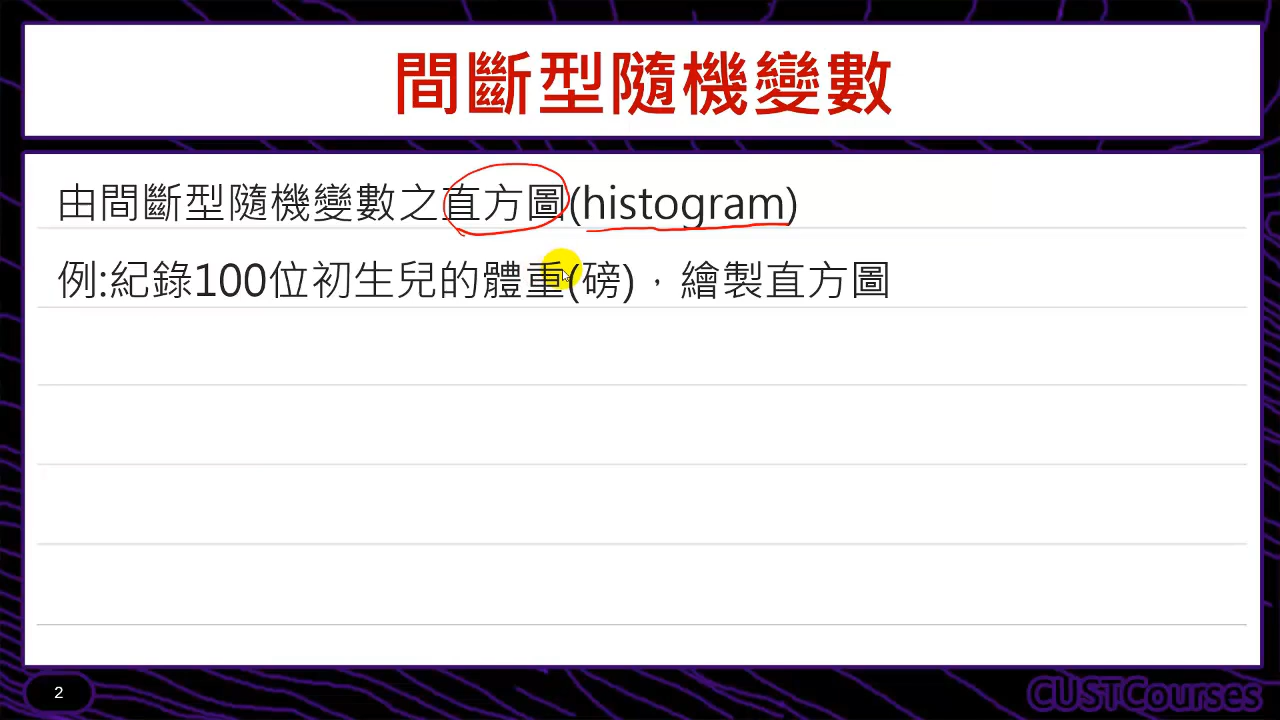 間斷型隨機變數
由間斷型隨機變數之直方圖(histogram)
例:紀錄100位初生兒的體重(磅)，繪製直方圖
2
CUSTCourses